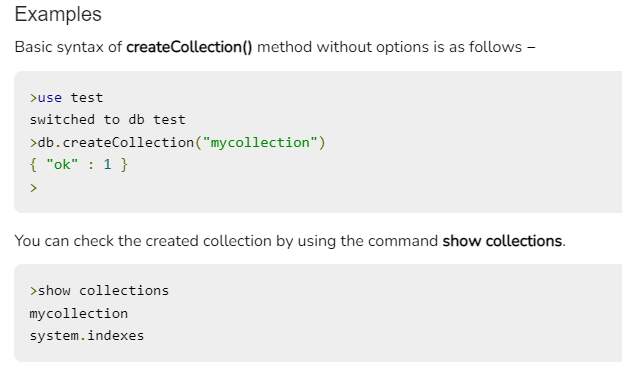 Examples
Basic syntax of createCollection() method without options is as follows −
>use test
switched to db test
>db.createCollection("mycollection")
{ "ok" : 1 }
>
You can check the created collection by using the command show collections.
>show collections
mycollection
system.indexes